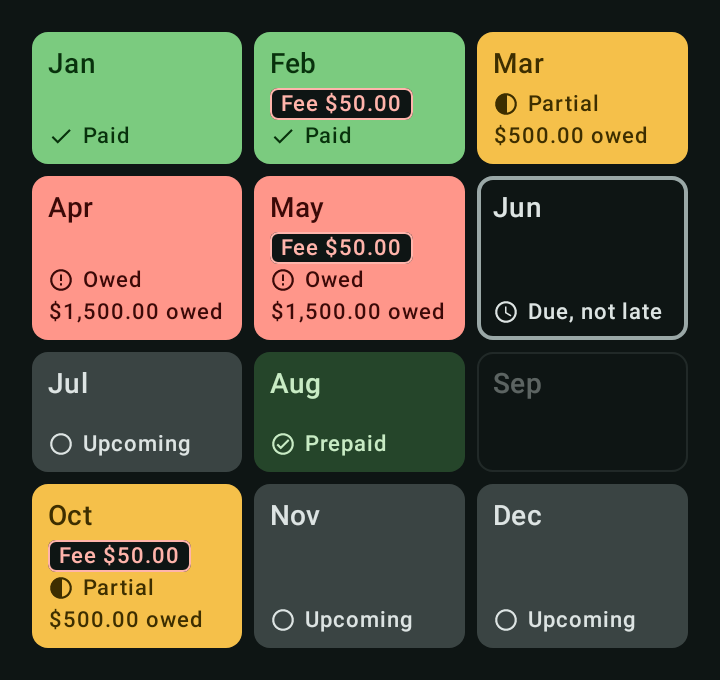 Jan
Paid
Feb
Fee $50.00
Paid
Mar
Partial
$500.00 owed
Apr
Owed
$1,500.00 owed
May
Fee $50.00
Owed
$1,500.00 owed
Jun
Due, not late
Jul
Upcoming
Aug
Prepaid
Sep
Oct
Fee $50.00
Partial
$500.00 owed
Nov
Upcoming
Dec
Upcoming